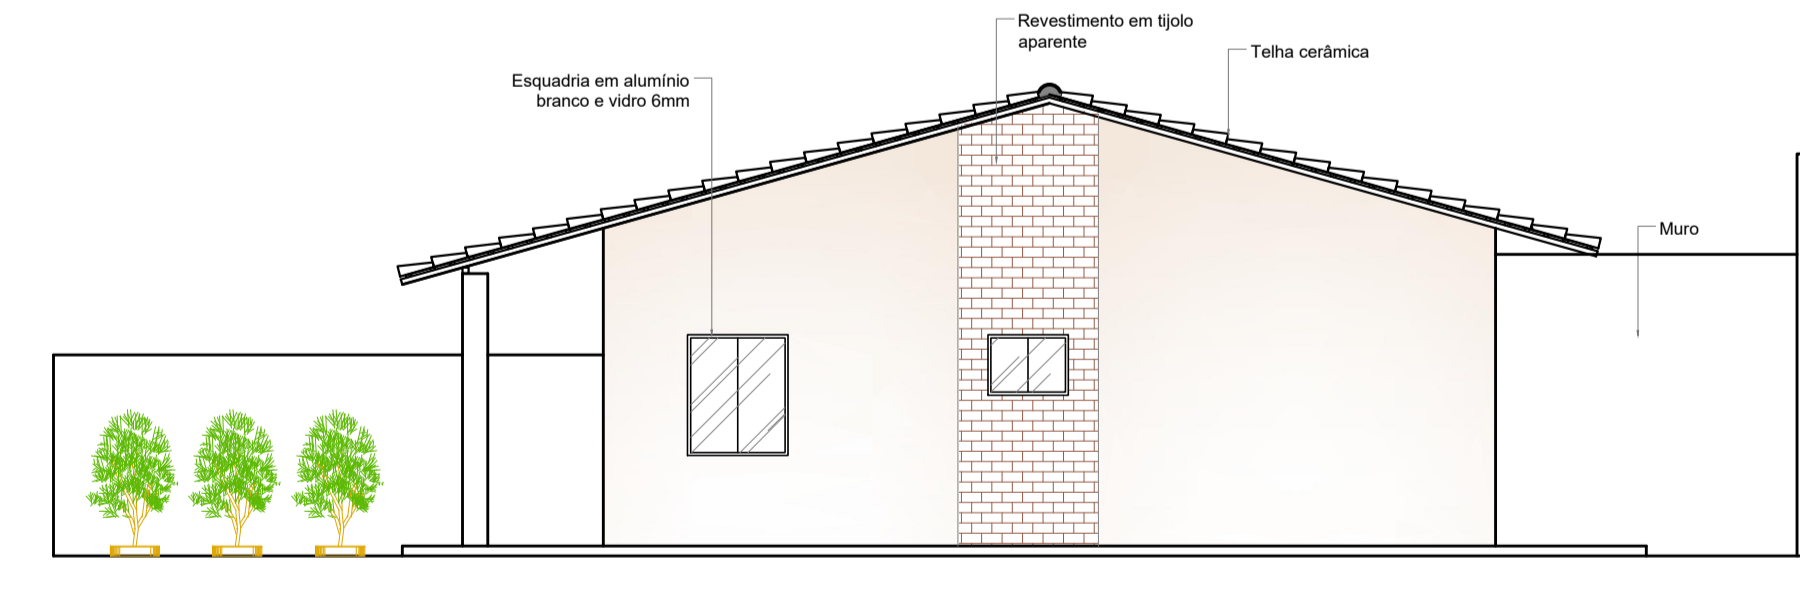 Revestimento em tijolo
aparente
Telha cerâmica
Esquadria em alumínio
branco e vidro 6mm
Muro